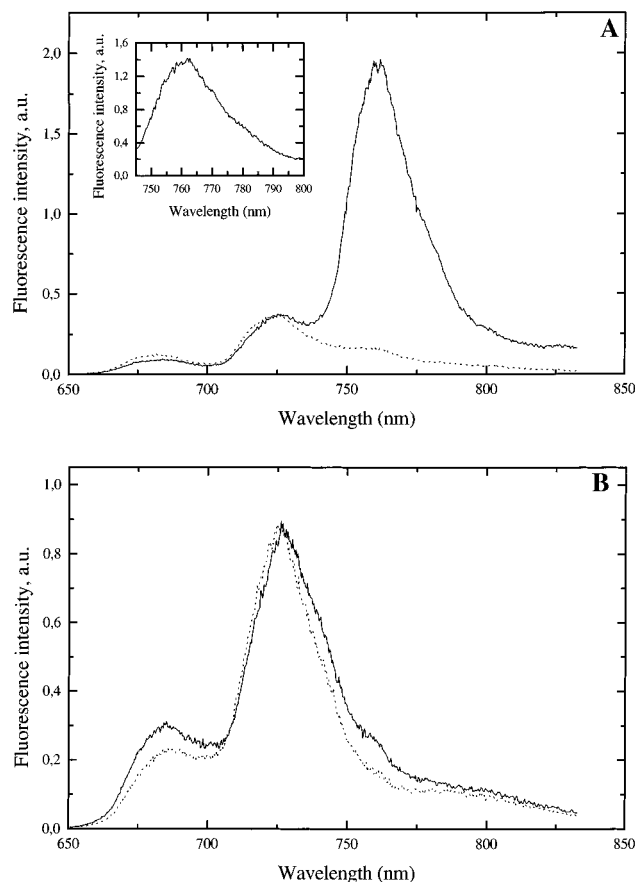 A
2,0
1,5
1,0
0,5
0,0
Fluorescence intensity, a.u.
1,6
1,2
0,8
0,4
0,0
Fluorescence intensity, a.u.
750 760 770 780 790 800
Wavelength (nm)
650 700 750 800 850
Wavelength (nm)
B
1,0
0,8
0,6
0,4
0,2
0,0
Fluorescence intensity, a.u.
650 700 750 800 850
Wavelength (nm)